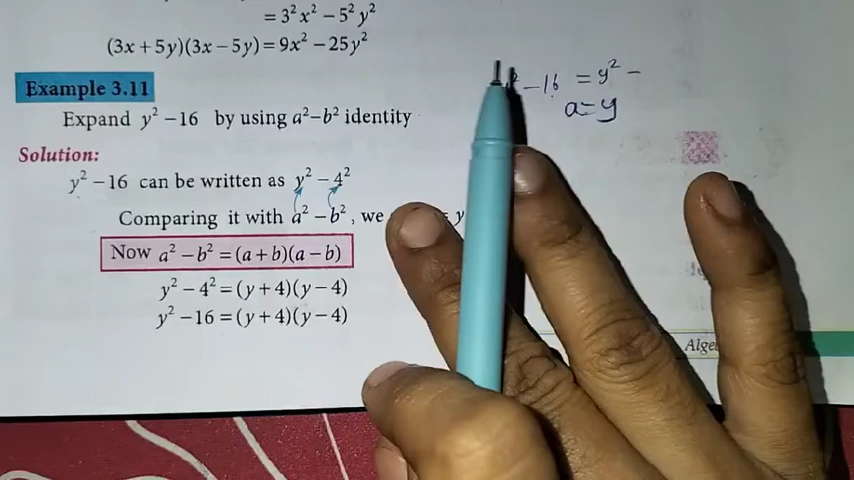 = 3²x² − 5²y²
(3x + 5y)(3x − 5y) = 9x² − 25y²
Example 3.11
Expand y² − 16 by using a² − b² identity
Solution:
y² − 16 can be written as y² − 4²
Comparing it with a² − b², we
Now a² − b² = (a + b)(a − b)
y² − 4² = (y + 4)(y − 4)
y² − 16 = (y + 4)(y − 4)
− 16 = y² −
a = y